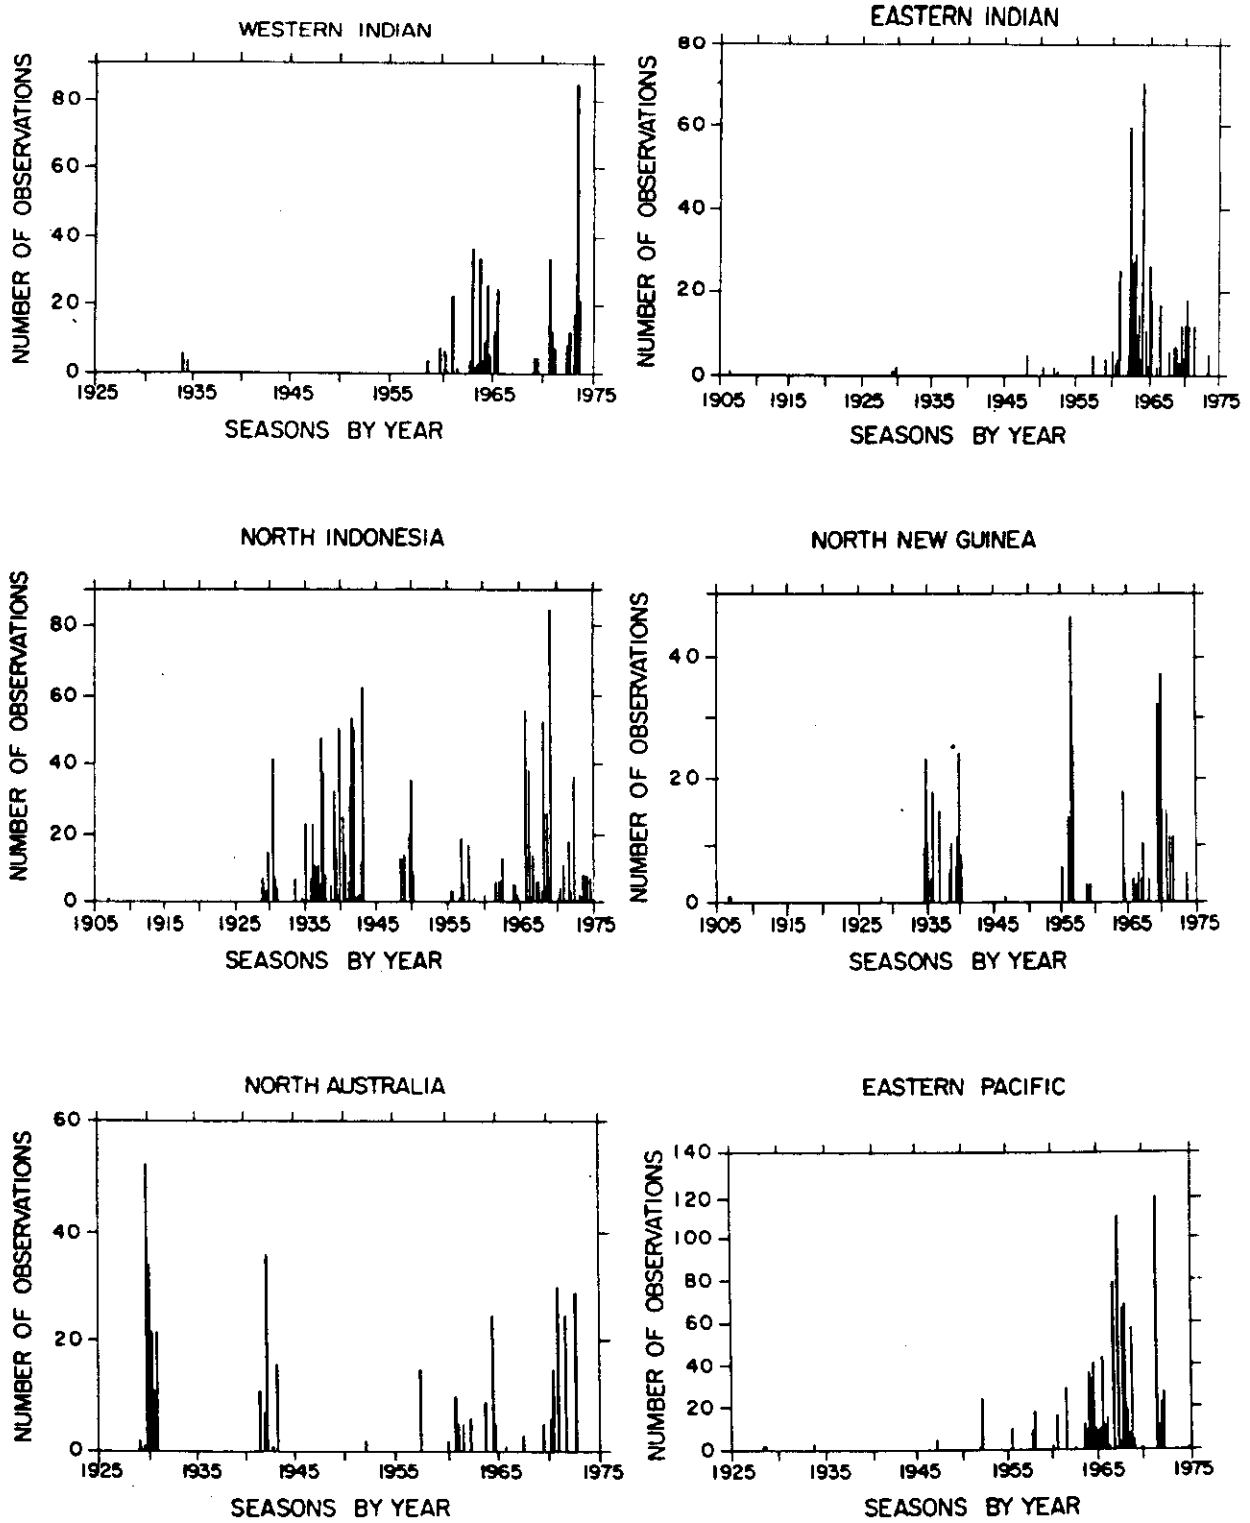 WESTERN INDIAN
NUMBER OF OBSERVATIONS
80
60
40
20
0
1925 1935 1945 1955 1965 1975
SEASONS BY YEAR
EASTERN INDIAN
NUMBER OF OBSERVATIONS
80
60
40
20
0
1905 1915 1925 1935 1945 1955 1965 1975
SEASONS BY YEAR
NORTH INDONESIA
NUMBER OF OBSERVATIONS
80
60
40
20
0
1905 1915 1925 1935 1945 1955 1965 1975
SEASONS BY YEAR
NORTH NEW GUINEA
NUMBER OF OBSERVATIONS
40
20
0
1905 1915 1925 1935 1945 1955 1965 1975
SEASONS BY YEAR
NORTH AUSTRALIA
NUMBER OF OBSERVATIONS
60
40
20
0
1925 1935 1945 1955 1965 1975
SEASONS BY YEAR
EASTERN PACIFIC
NUMBER OF OBSERVATIONS
140
120
100
80
60
40
20
0
1925 1935 1945 1955 1965 1975
SEASONS BY YEAR